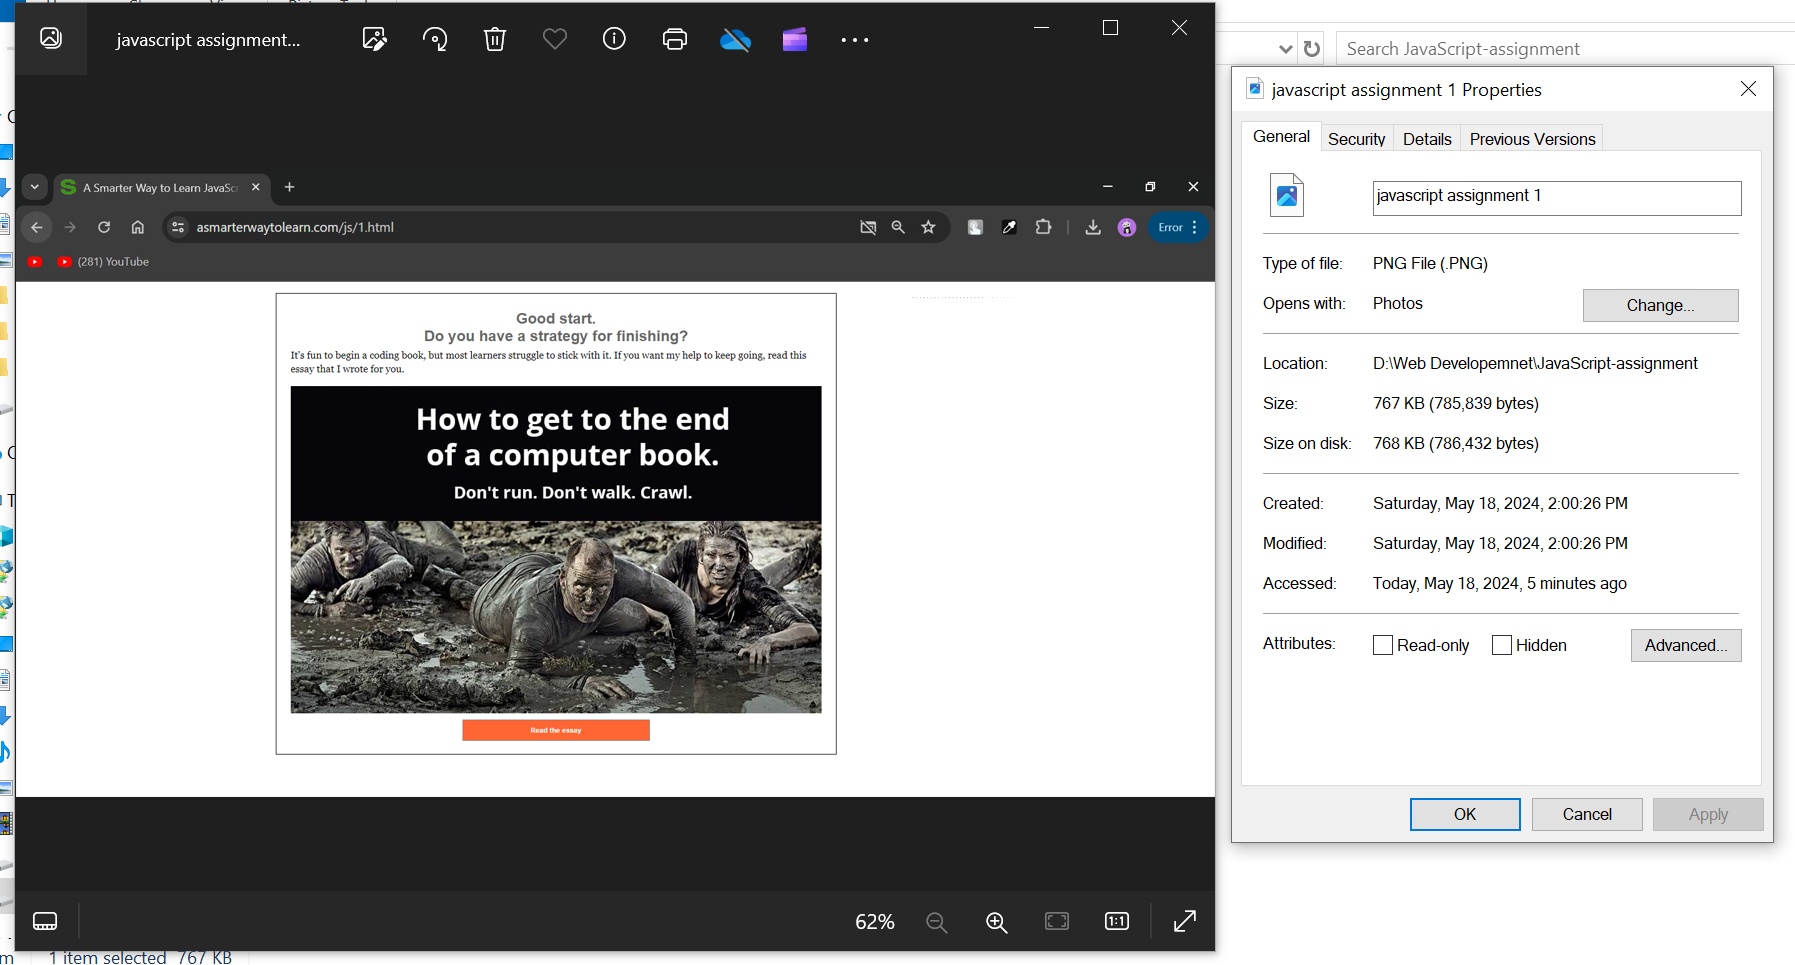 javascript assignment...
A Smarter Way to Learn JavaSc
asmarterwaytolearn.com/js/1.html
Error
(281) YouTube
Good start.
Do you have a strategy for finishing?
It's fun to begin a coding book, but most learners struggle to stick with it. If you want my help to keep going, read this
essay that I wrote for you.
How to get to the end
of a computer book.
Don't run. Don't walk. Crawl.
Read the essay
62%
1:1
1 item selected 767 KB
Search JavaScript-assignment
javascript assignment 1 Properties
General Security Details Previous Versions
javascript assignment 1
Type of file: PNG File (.PNG)
Opens with: Photos Change...
Location: D:\Web Developemnet\JavaScript-assignment
Size: 767 KB (785,839 bytes)
Size on disk: 768 KB (786,432 bytes)
Created: Saturday, May 18, 2024, 2:00:26 PM
Modified: Saturday, May 18, 2024, 2:00:26 PM
Accessed: Today, May 18, 2024, 5 minutes ago
Attributes: Read-only Hidden Advanced...
OK Cancel Apply